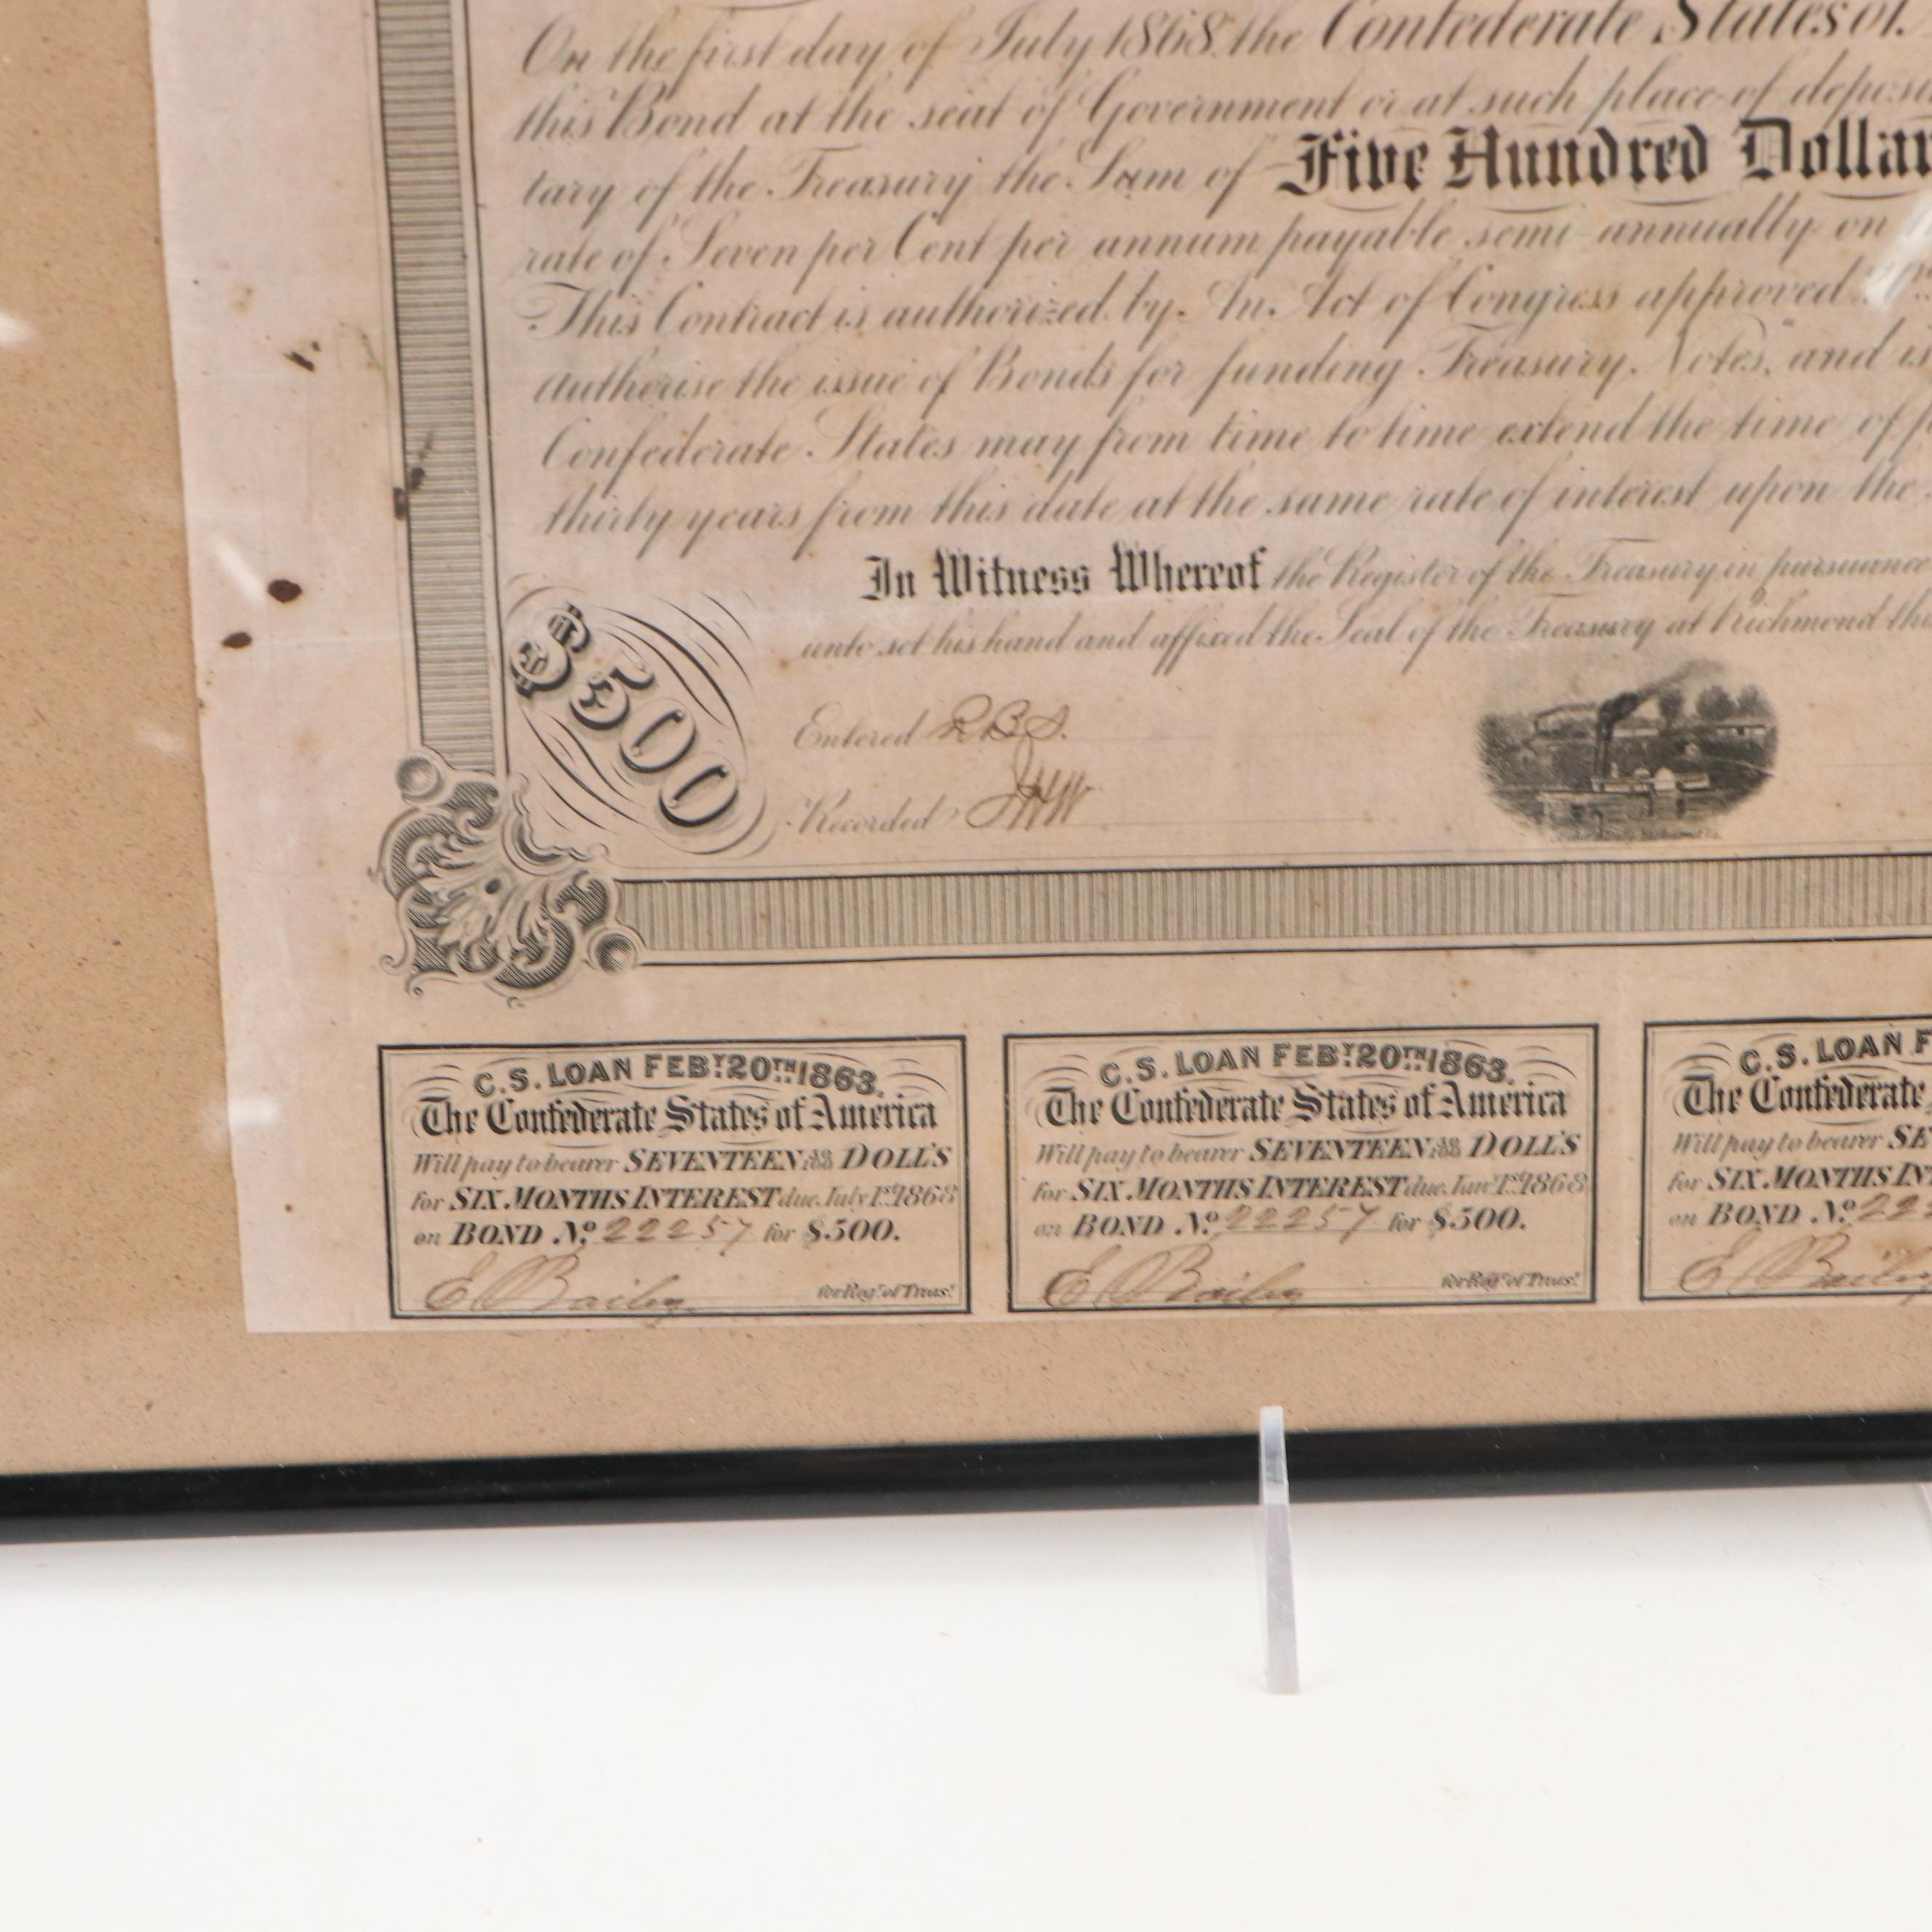 On the first day of July 1868. the Confederate States of
this Bond at the seat of Government or at such place of
tary of the Treasury the Sum of Five Hundred
rate of Seven per Cent per annum payable semi-annually on
This Contract is authorized by An Act of Congress approved
authorise the issue of Bonds for funding Treasury Notes, and
Confederate States may from time to time extend the time of
thirty years from this date at the same rate of interest upon the
In Witness Whereof the Register of the Treasury in pursuance
unto set his hand and affixed the Seal of the Treasury at Richmond
$500
Entered
Recorded JHW
C.S. LOAN FEBY. 20TH. 1863.
The Confederate States of America
Will pay to bearer SEVENTEEN 50/100 DOLL'S
for SIX MONTHS INTEREST due July 1st. 1868
on BOND No. 22257 for $500.
E Bailey for Regr. of Treas.
C.S. LOAN FEBY. 20TH. 1863.
The Confederate States of America
Will pay to bearer SEVENTEEN 50/100 DOLL'S
for SIX MONTHS INTEREST due Jany. 1st. 1868
on BOND No. 22257 for $500.
E Bailey for Regr. of Treas.
C.S. LOAN
The Confederate
Will pay to bearer
for SIX MONTHS
on BOND No. 222
E Bailey